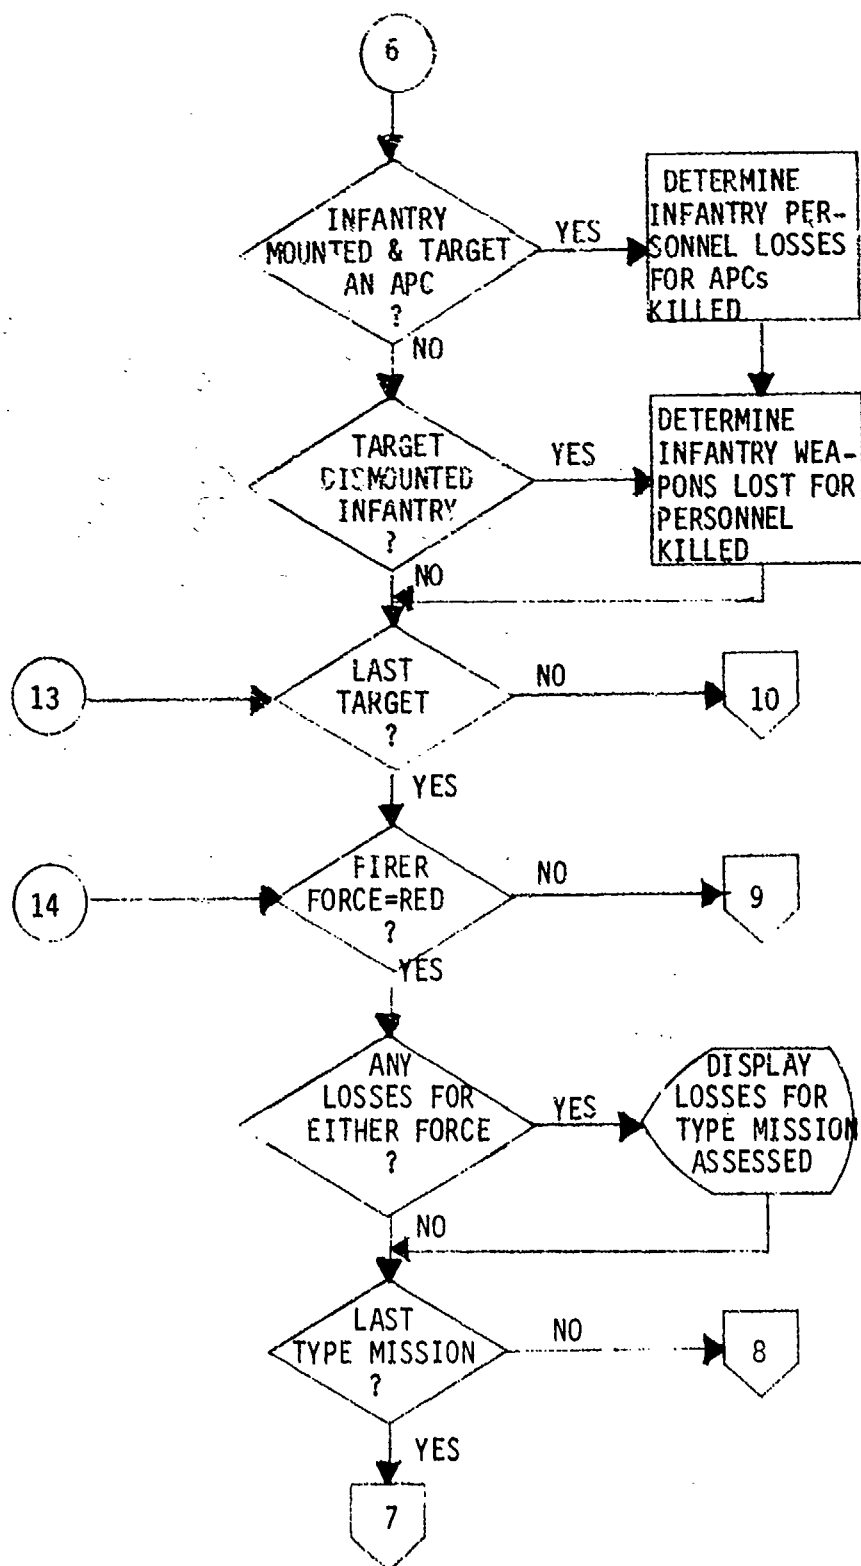 6
INFANTRY
MOUNTED & TARGET
AN APC
?
YES
DETERMINE
INFANTRY PER-
SONNEL LOSSES
FOR APCs
KILLED
NO
TARGET
DISMOUNTED
INFANTRY
?
YES
DETERMINE
INFANTRY WEA-
PONS LOST FOR
PERSONNEL
KILLED
NO
13
LAST
TARGET
?
NO
10
YES
14
FIRER
FORCE=RED
?
NO
9
YES
ANY
LOSSES FOR
EITHER FORCE
?
YES
DISPLAY
LOSSES FOR
TYPE MISSION
ASSESSED
NO
LAST
TYPE MISSION
?
NO
8
YES
7